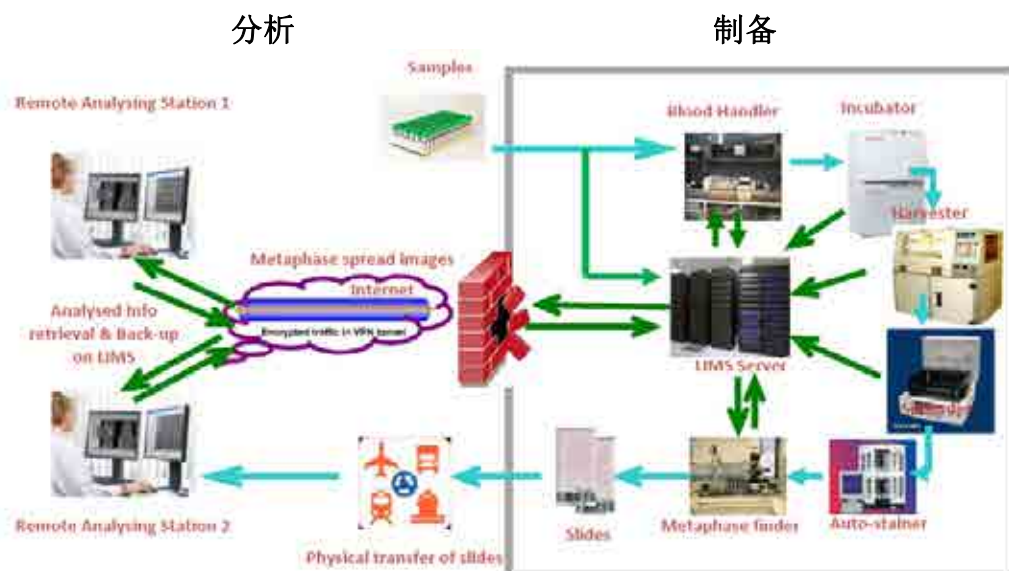 分析
制备
Samples
Remote Analysing Station 1
Blood Handler
Incubator
Harvester
Metaphase spread images
Internet
Encrypted traffic in VPN tunnel
Analysed Info
retrieval & Back-up
on LIMS
LIMS Server
Remote Analysing Station 2
Physical transfer of slides
Slides
Metaphase finder
Auto-stainer